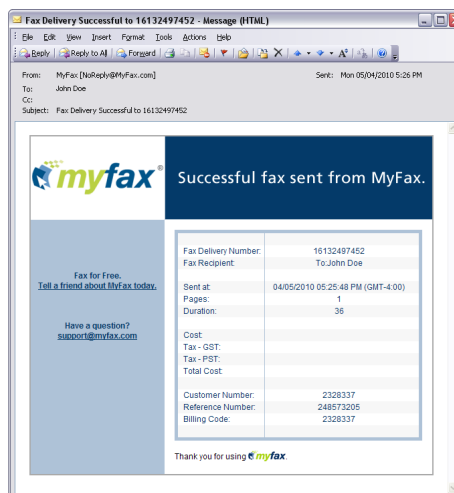 Fax Delivery Successful to 16132497452 - Message (HTML)
File Edit View Insert Format Tools Actions Help
Reply Reply to All Forward
From: MyFax [NoReply@MyFax.com] Sent: Mon 05/04/2010 5:26 PM
To: John Doe
Cc:
Subject: Fax Delivery Successful to 16132497452
myfax®
Successful fax sent from MyFax.
Fax for Free.
Tell a friend about MyFax today.
Have a question?
support@myfax.com
Fax Delivery Number: 16132497452
Fax Recipient: To:John Doe
Sent at: 04/05/2010 05:25:48 PM (GMT-4:00)
Pages: 1
Duration: 36
Cost:
Tax - GST:
Tax - PST:
Total Cost:
Customer Number: 2328337
Reference Number: 248573205
Billing Code: 2328337
Thank you for using myfax.